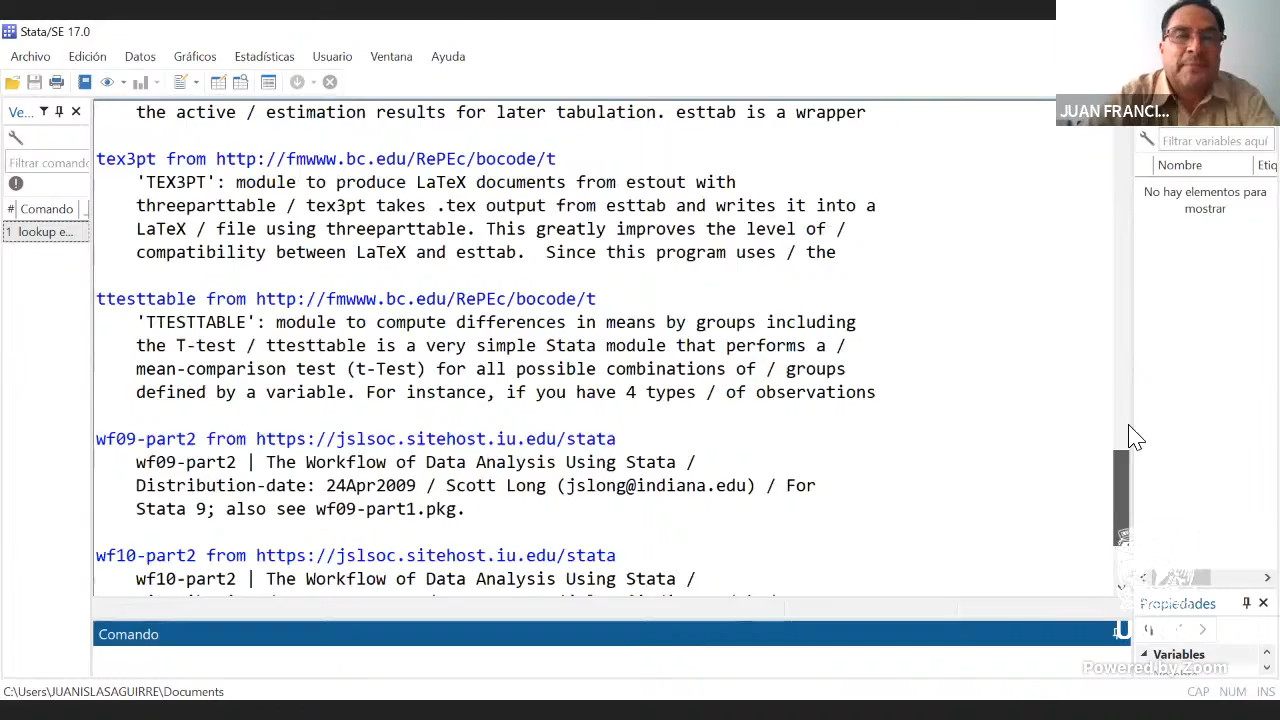 Stata/SE 17.0
Archivo Edición Datos Gráficos Estadísticas Usuario Ventana Ayuda
JUAN FRANCI...
Ve...
Filtrar comando
# Comando
1 lookup e...
the active / estimation results for later tabulation. esttab is a wrapper
tex3pt from http://fmwww.bc.edu/RePEc/bocode/t
'TEX3PT': module to produce LaTeX documents from estout with
threeparttable / tex3pt takes .tex output from esttab and writes it into a
LaTeX / file using threeparttable. This greatly improves the level of /
compatibility between LaTeX and esttab. Since this program uses / the
ttesttable from http://fmwww.bc.edu/RePEc/bocode/t
'TTESTTABLE': module to compute differences in means by groups including
the T-test / ttesttable is a very simple Stata module that performs a /
mean-comparison test (t-Test) for all possible combinations of / groups
defined by a variable. For instance, if you have 4 types / of observations
wf09-part2 from https://jslsoc.sitehost.iu.edu/stata
wf09-part2 | The Workflow of Data Analysis Using Stata /
Distribution-date: 24Apr2009 / Scott Long (jslong@indiana.edu) / For
Stata 9; also see wf09-part1.pkg.
wf10-part2 from https://jslsoc.sitehost.iu.edu/stata
wf10-part2 | The Workflow of Data Analysis Using Stata /
Filtrar variables aquí
Nombre Etiq
No hay elementos para
mostrar
Propiedades
Variables
Comando
Powered by Zoom
C:\Users\JUANISLASAGUIRRE\Documents
CAP NUM INS